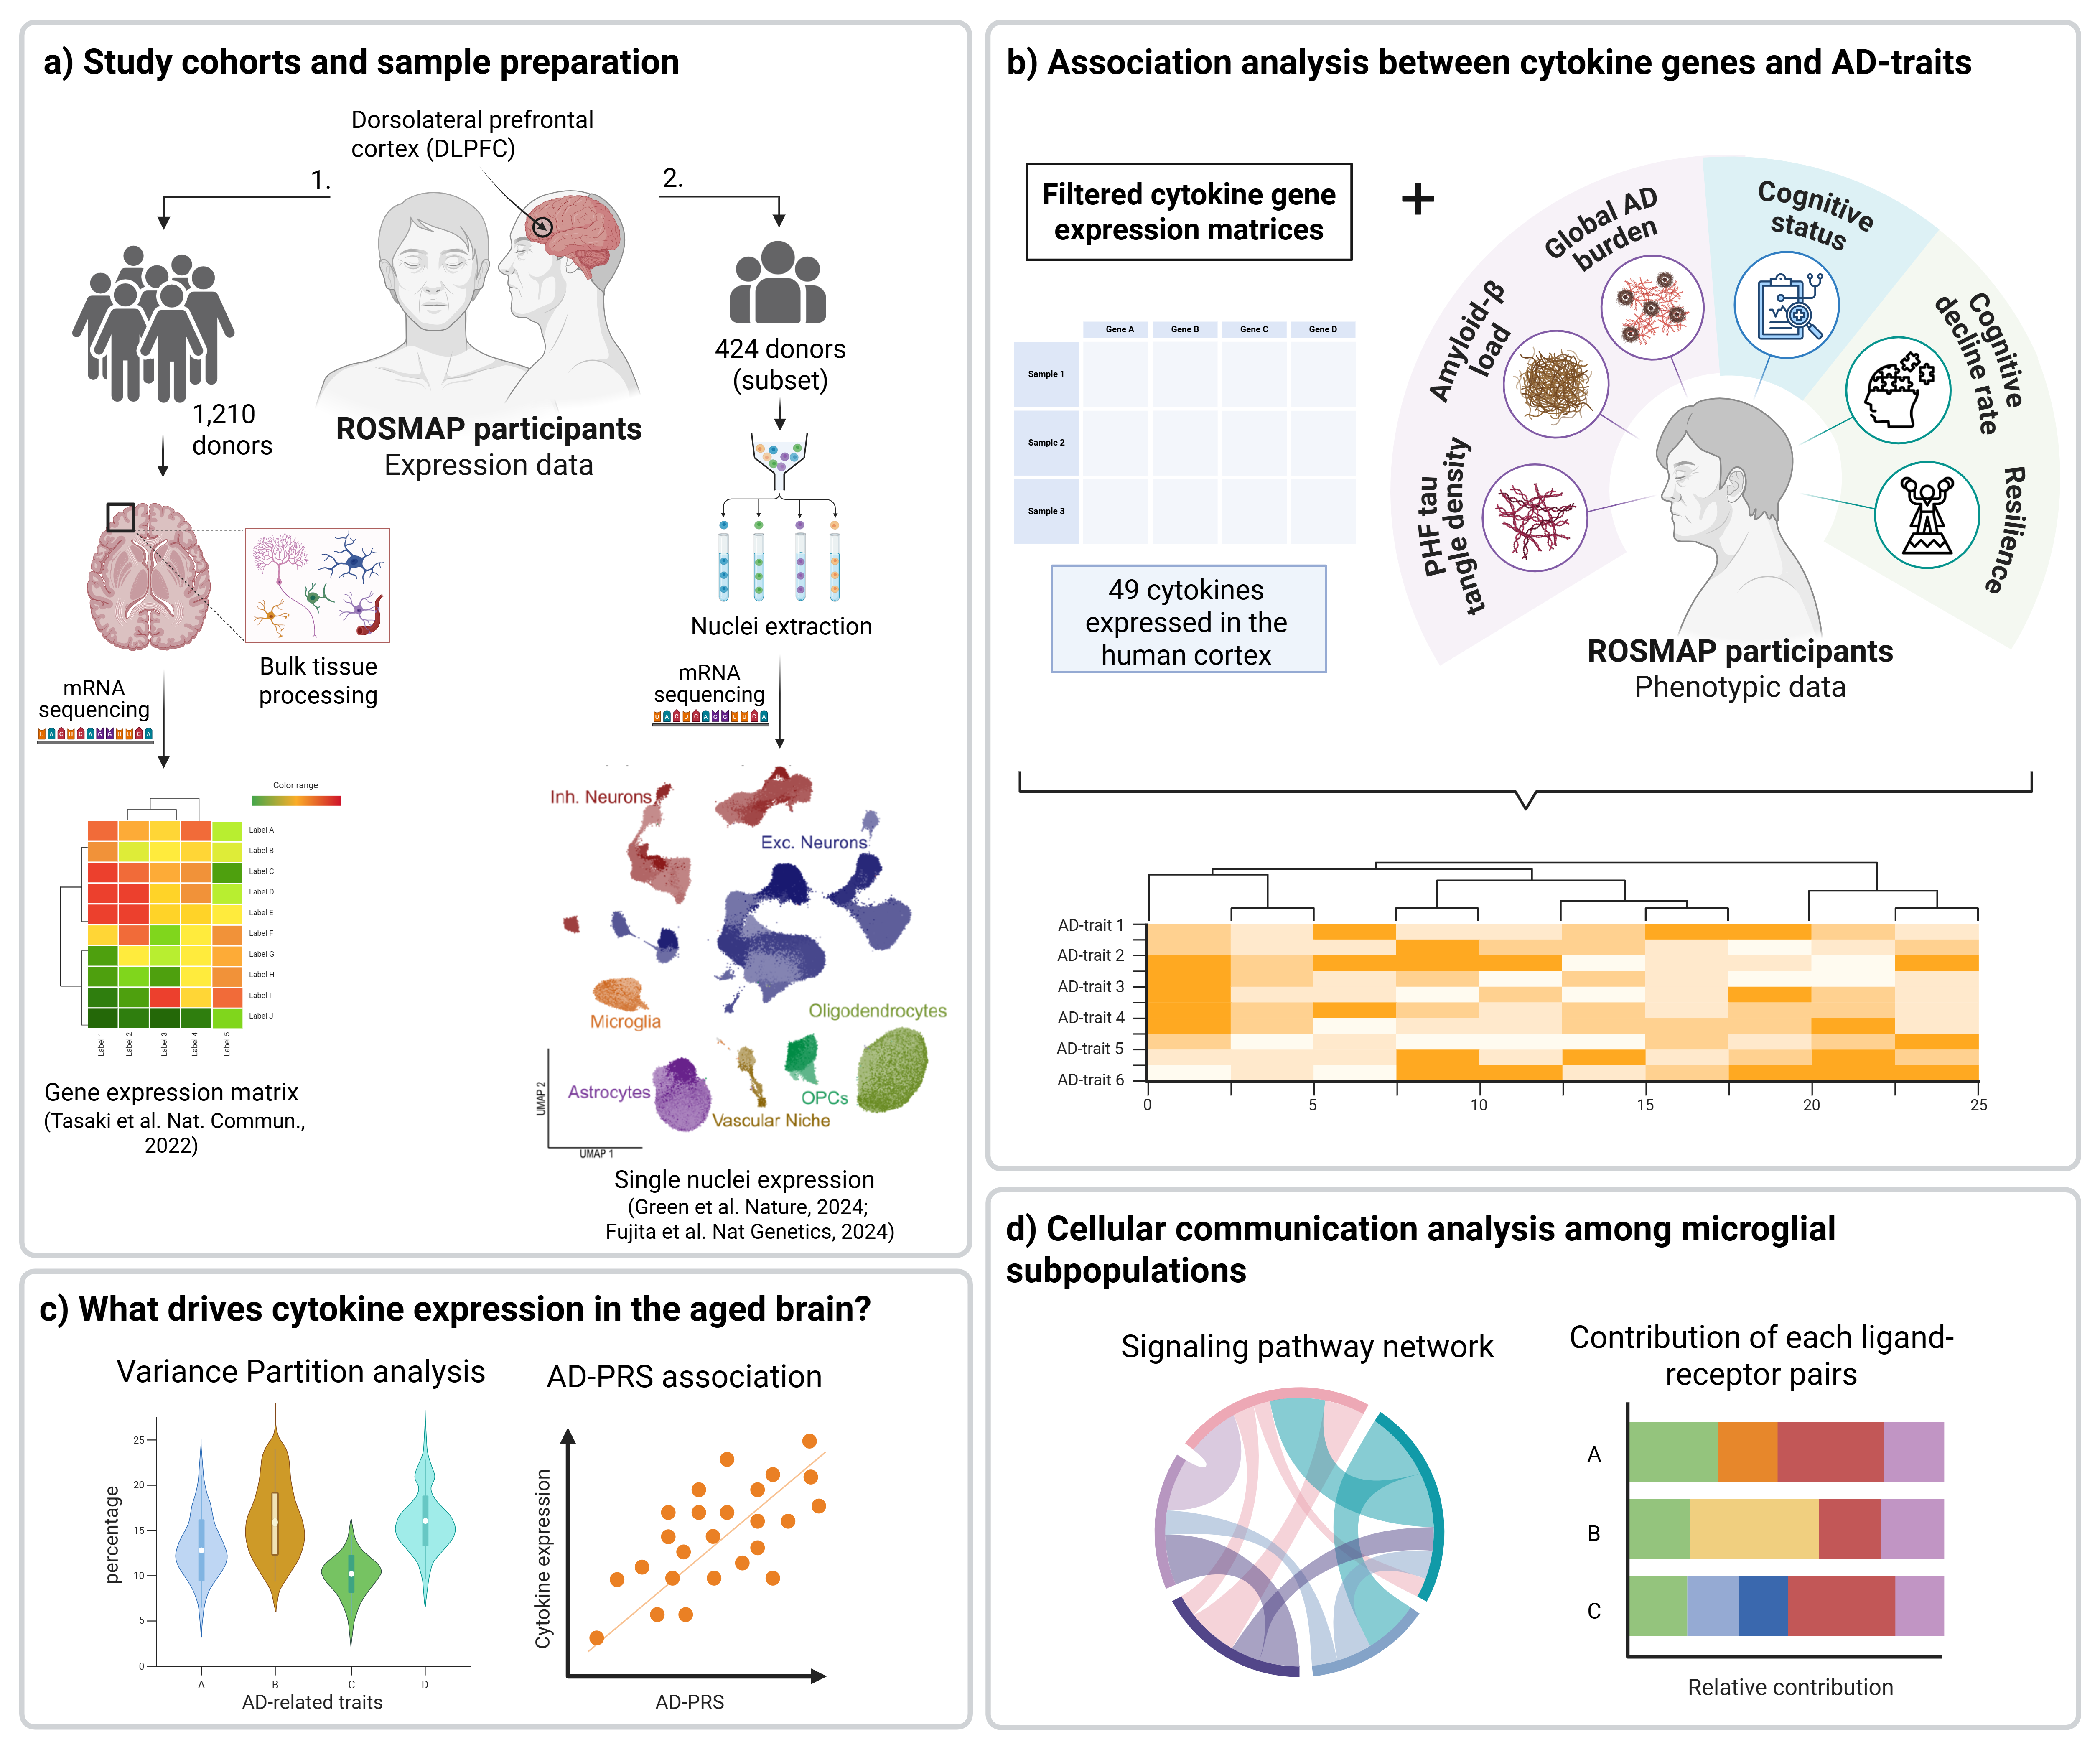 a) Study cohorts and sample preparation
Dorsolateral prefrontal
cortex (DLPFC)
1.
2.
1,210
donors
424 donors
(subset)
ROSMAP participants
Expression data
Bulk tissue
processing
Nuclei extraction
mRNA
sequencing
U A C U C A G G U U C A
mRNA
sequencing
U A C U C A G G U U C A
Color range
Label A
Label B
Label C
Label D
Label E
Label F
Label G
Label H
Label I
Label J
Label 1
Label 2
Label 3
Label 4
Label 5
Gene expression matrix
(Tasaki et al. Nat. Commun.,
2022)
Inh. Neurons
Exc. Neurons
Microglia
Oligodendrocytes
Astrocytes
OPCs
Vascular Niche
UMAP 2
UMAP 1
Single nuclei expression
(Green et al. Nature, 2024;
Fujita et al. Nat Genetics, 2024)
b) Association analysis between cytokine genes and AD-traits
Filtered cytokine gene
expression matrices
+
Gene A
Gene B
Gene C
Gene D
Sample 1
Sample 2
Sample 3
49 cytokines
expressed in the
human cortex
PHF tau
tangle density
Amyloid-β
load
Global AD
burden
Cognitive
status
Cognitive
decline rate
Resilience
ROSMAP participants
Phenotypic data
AD-trait 1
AD-trait 2
AD-trait 3
AD-trait 4
AD-trait 5
AD-trait 6
0
5
10
15
20
25
c) What drives cytokine expression in the aged brain?
Variance Partition analysis
percentage
25
20
15
10
5
0
A
B
C
D
AD-related traits
AD-PRS association
Cytokine expression
AD-PRS
d) Cellular communication analysis among microglial
subpopulations
Signaling pathway network
Contribution of each ligand-
receptor pairs
A
B
C
Relative contribution